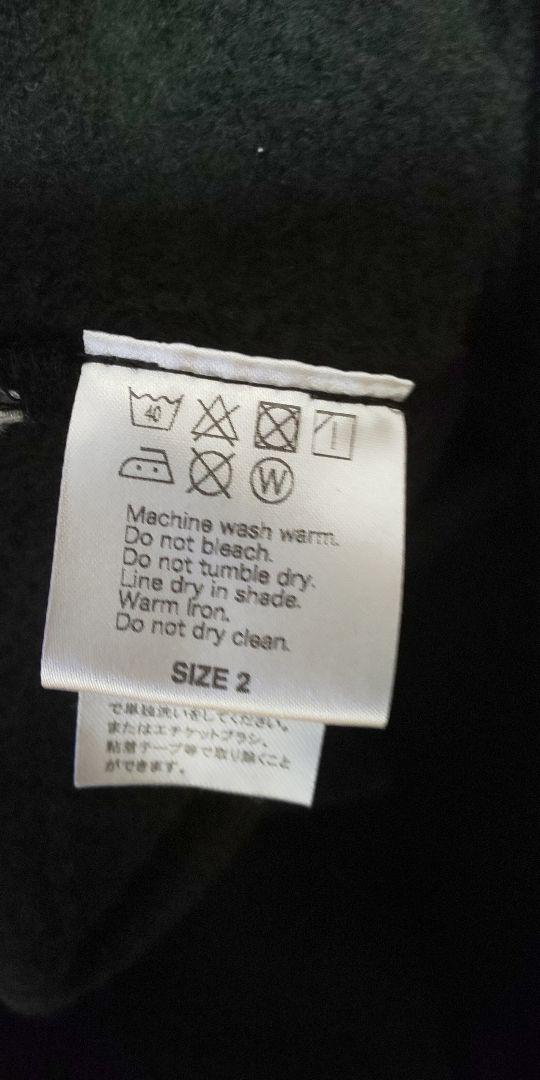 40
W
Machine wash warm.
Do not bleach.
Do not tumble dry.
Line dry in shade.
Warm Iron.
Do not dry clean.
SIZE 2
で単独洗いをしてください。
またはエチケットブラシ、
粘着テープ等で取り除くこと
ができます。